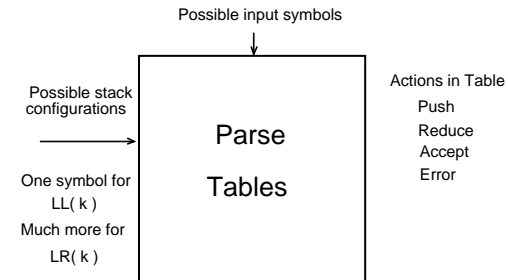 Possible input symbols
Possible stack
configurations
One symbol for
LL( k )
Much more for
LR( k )
Parse
Tables
Actions in Table
Push
Reduce
Accept
Error